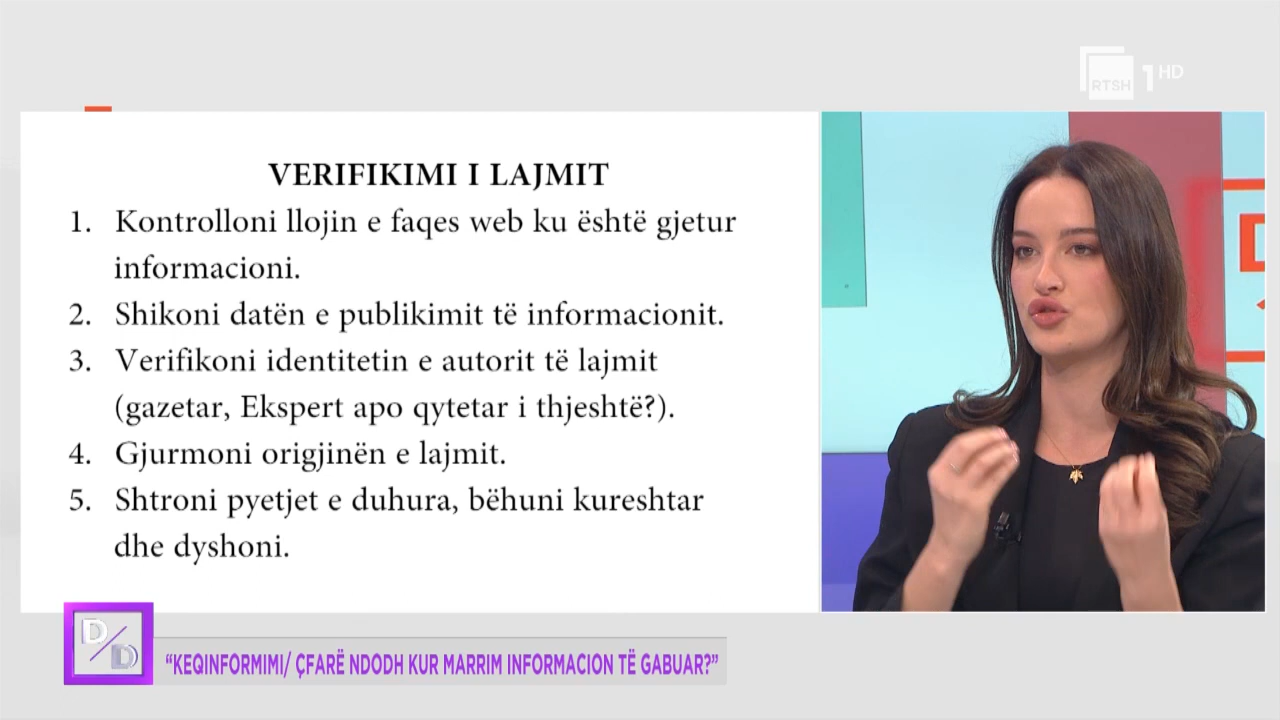 RTSH 1 HD
VERIFIKIMI I LAJMIT
1. Kontrolloni llojin e faqes web ku është gjetur
informacioni.
2. Shikoni datën e publikimit të informacionit.
3. Verifikoni identitetin e autorit të lajmit
(gazetar, Ekspert apo qytetar i thjeshtë?).
4. Gjurmoni origjinën e lajmit.
5. Shtroni pyetjet e duhura, bëhuni kureshtar
dhe dyshoni.
D/D
“KEQINFORMIMI/ ÇFARË NDODH KUR MARRIM INFORMACION TË GABUAR?”